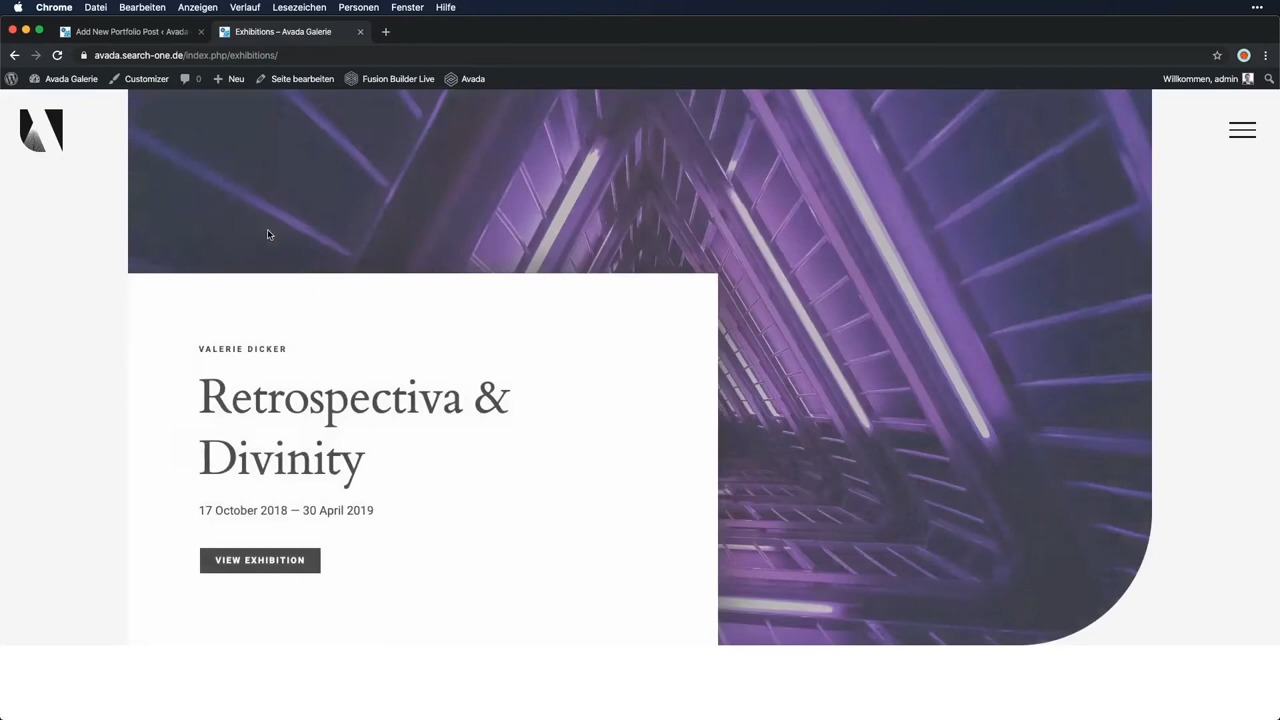 Chrome Datei Bearbeiten Anzeigen Verlauf Lesezeichen Personen Fenster Hilfe
Add New Portfolio Post ‹ Avada Exhibitions – Avada Galerie
avada.search-one.de/index.php/exhibitions/
Avada Galerie Customizer 0 Neu Seite bearbeiten Fusion Builder Live Avada Willkommen, admin
VALERIE DICKER
Retrospectiva &
Divinity
17 October 2018 — 30 April 2019
VIEW EXHIBITION